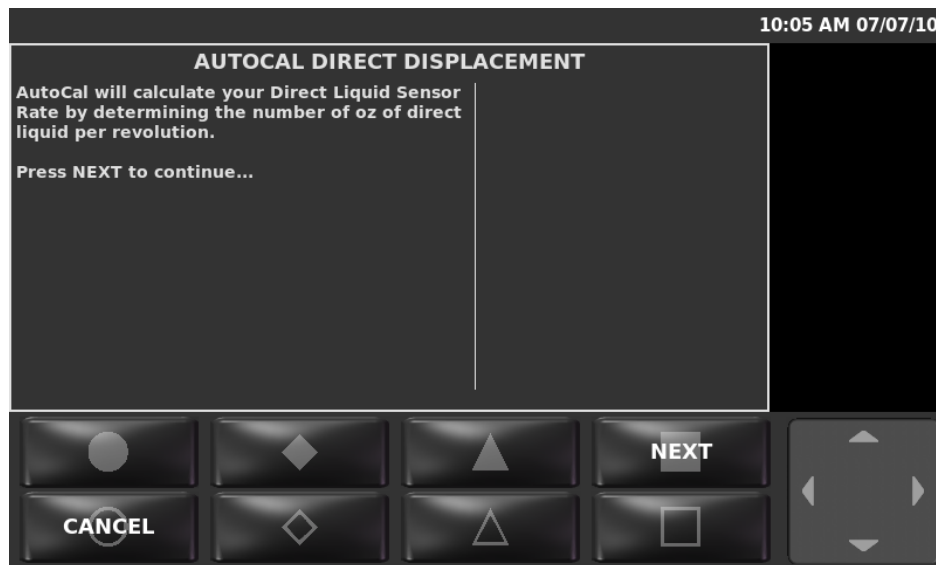 10:05 AM 07/07/10
AUTOCAL DIRECT DISPLACEMENT
AutoCal will calculate your Direct Liquid Sensor
Rate by determining the number of oz of direct
liquid per revolution.
Press NEXT to continue...
NEXT
CANCEL